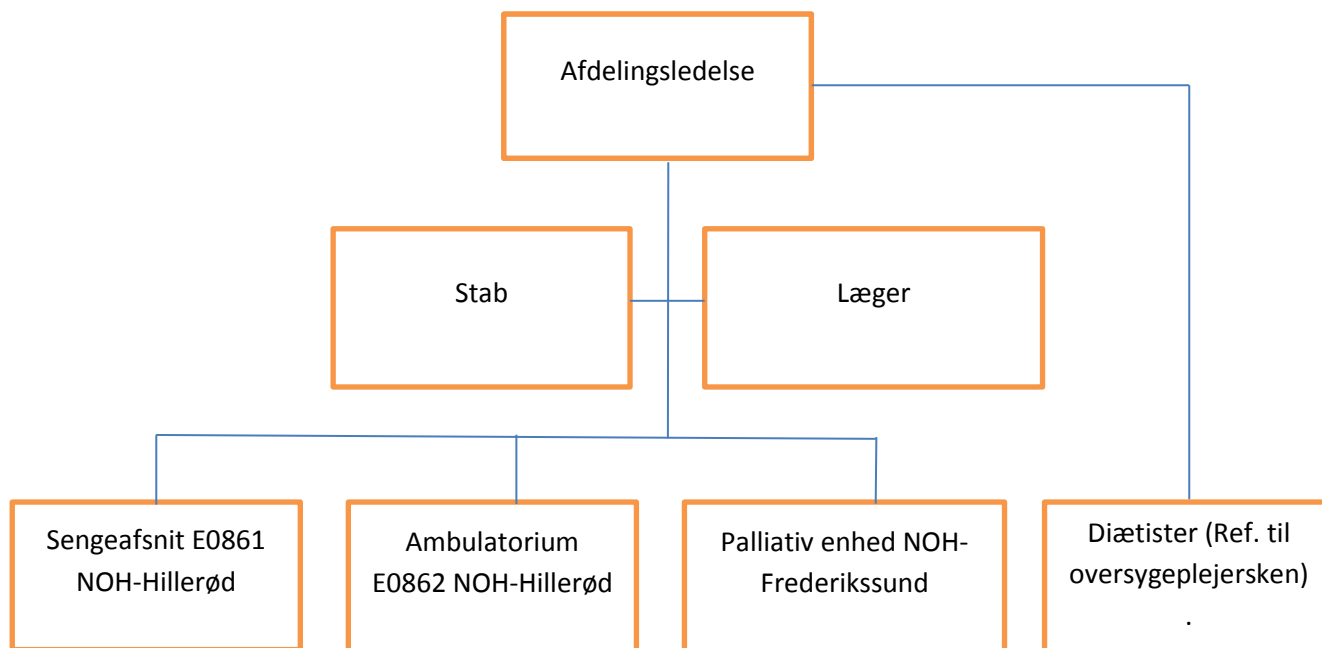 Afdelingsledelse
Stab
Læger
Sengeafsnit E0861
NOH-Hillerød
Ambulatorium
E0862 NOH-Hillerød
Palliativ enhed NOH-
Frederikssund
Diætister (Ref. til
oversygeplejersken)
.